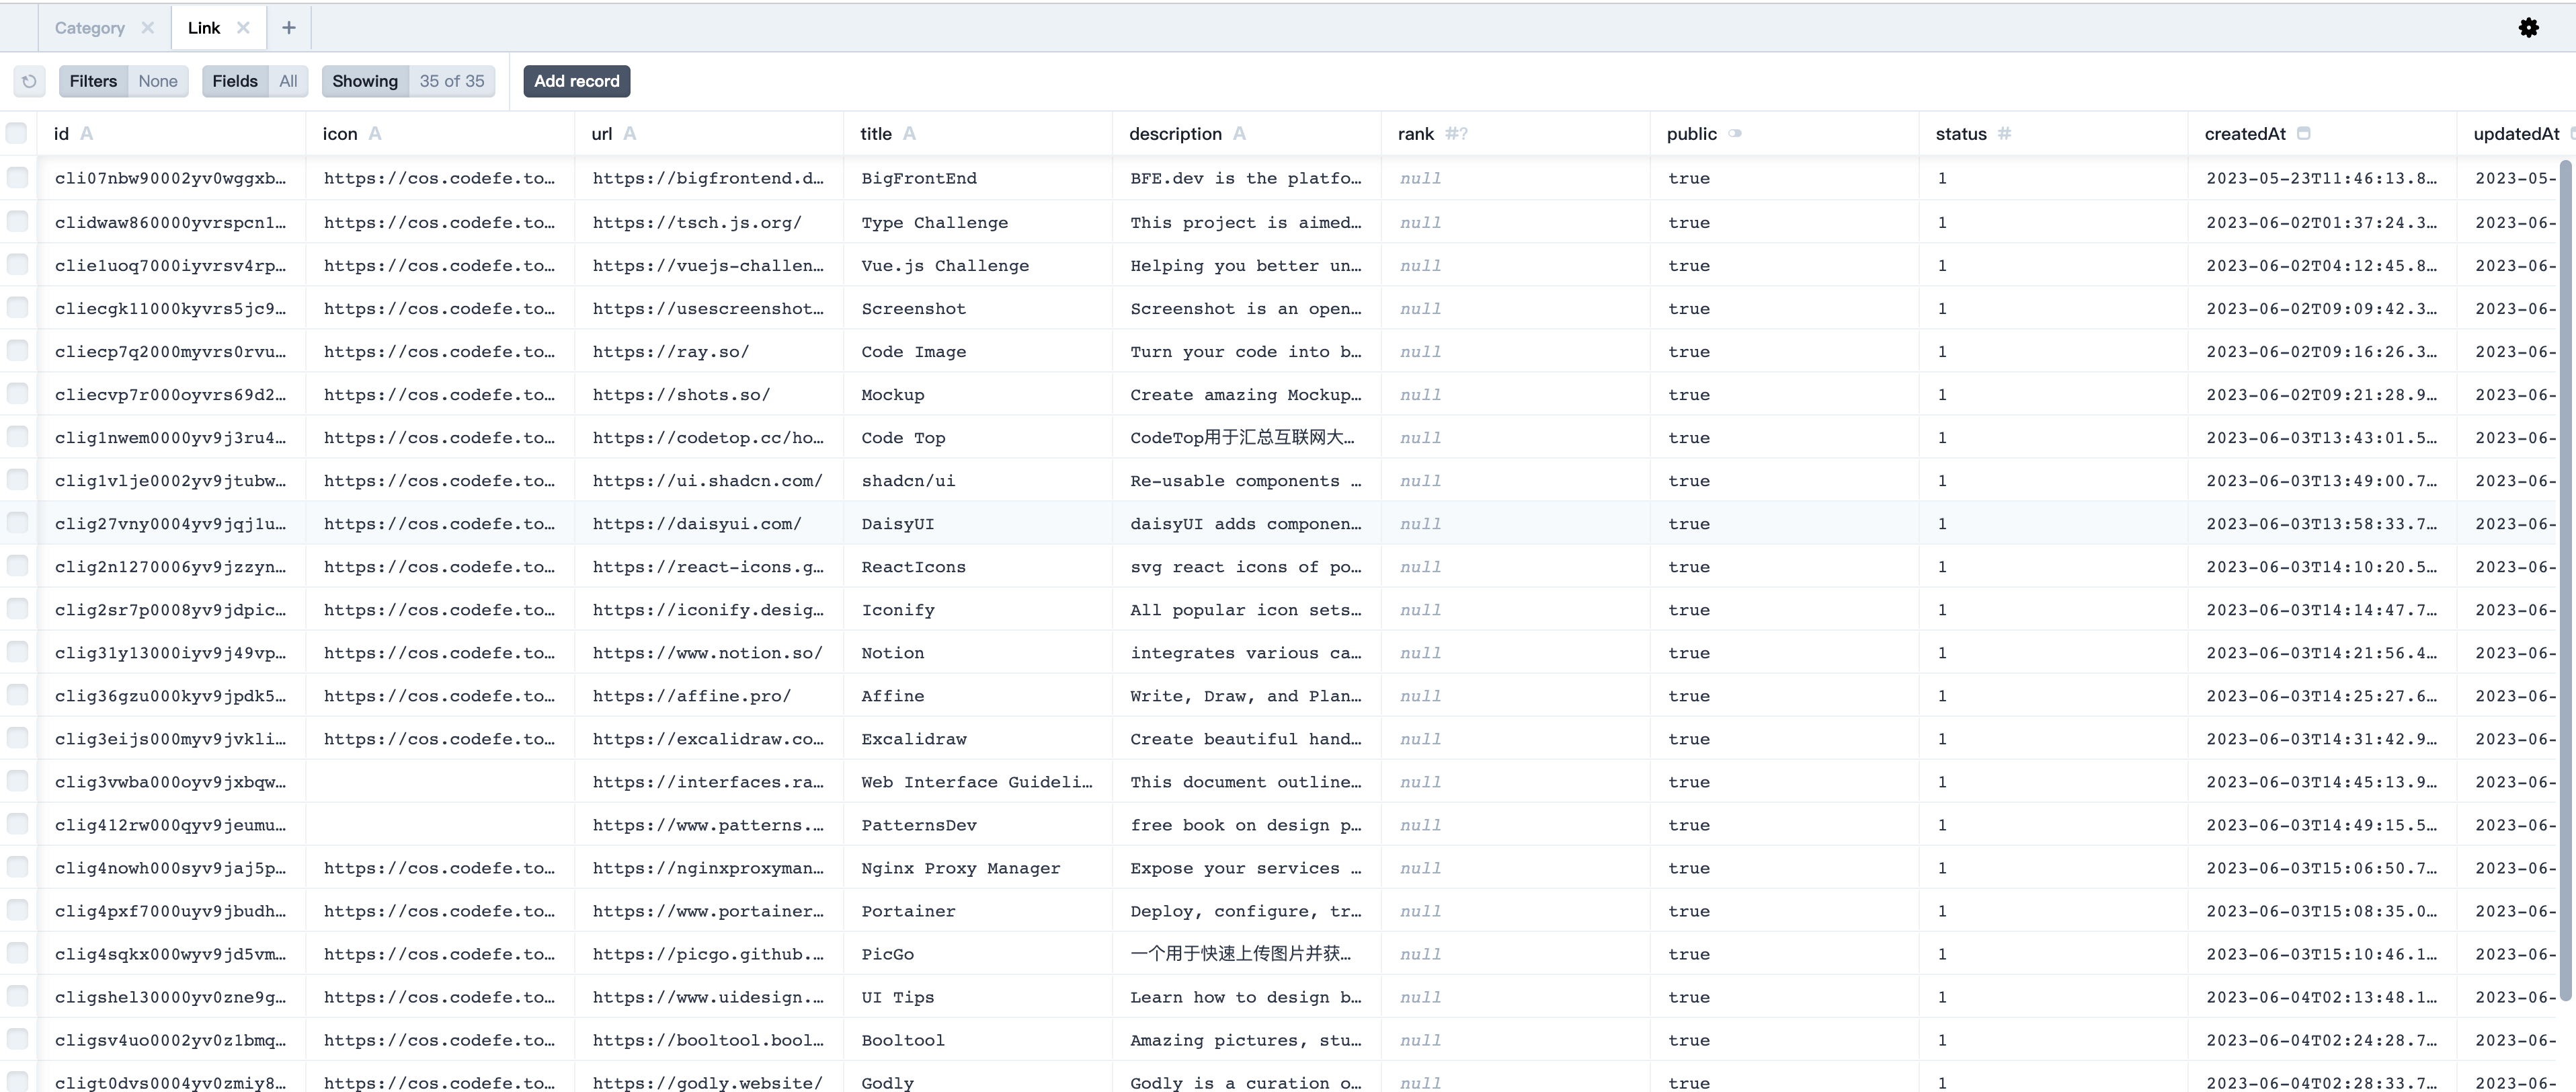 Category × Link × +
Filters None Fields All Showing 35 of 35 Add record
id A icon A url A title A description A rank #? public status # createdAt updatedAt
cli07nbw90002yv0wggxb… https://cos.codefe.to… https://bigfrontend.d… BigFrontEnd BFE.dev is the platfo… null true 1 2023-05-23T11:46:13.8… 2023-05-
clidwaw860000yvrspcn1… https://cos.codefe.to… https://tsch.js.org/ Type Challenge This project is aimed… null true 1 2023-06-02T01:37:24.3… 2023-06-
clie1uoq7000iyvrsv4rp… https://cos.codefe.to… https://vuejs-challen… Vue.js Challenge Helping you better un… null true 1 2023-06-02T04:12:45.8… 2023-06-
cliecgk11000kyvrs5jc9… https://cos.codefe.to… https://usescreenshot… Screenshot Screenshot is an open… null true 1 2023-06-02T09:09:42.3… 2023-06-
cliecp7q2000myvrs0rvu… https://cos.codefe.to… https://ray.so/ Code Image Turn your code into b… null true 1 2023-06-02T09:16:26.3… 2023-06-
cliecvp7r000oyvrs69d2… https://cos.codefe.to… https://shots.so/ Mockup Create amazing Mockup… null true 1 2023-06-02T09:21:28.9… 2023-06-
clig1nwem0000yv9j3ru4… https://cos.codefe.to… https://codetop.cc/ho… Code Top CodeTop用于汇总互联网大… null true 1 2023-06-03T13:43:01.5… 2023-06-
clig1vlje0002yv9jtubw… https://cos.codefe.to… https://ui.shadcn.com/ shadcn/ui Re-usable components … null true 1 2023-06-03T13:49:00.7… 2023-06-
clig27vny0004yv9jqj1u… https://cos.codefe.to… https://daisyui.com/ DaisyUI daisyUI adds componen… null true 1 2023-06-03T13:58:33.7… 2023-06-
clig2n1270006yv9jzzyn… https://cos.codefe.to… https://react-icons.g… ReactIcons svg react icons of po… null true 1 2023-06-03T14:10:20.5… 2023-06-
clig2sr7p0008yv9jdpic… https://cos.codefe.to… https://iconify.desig… Iconify All popular icon sets… null true 1 2023-06-03T14:14:47.7… 2023-06-
clig31y13000iyv9j49vp… https://cos.codefe.to… https://www.notion.so/ Notion integrates various ca… null true 1 2023-06-03T14:21:56.4… 2023-06-
clig36gzu000kyv9jpdk5… https://cos.codefe.to… https://affine.pro/ Affine Write, Draw, and Plan… null true 1 2023-06-03T14:25:27.6… 2023-06-
clig3eijs000myv9jvkli… https://cos.codefe.to… https://excalidraw.co… Excalidraw Create beautiful hand… null true 1 2023-06-03T14:31:42.9… 2023-06-
clig3vwba000oyv9jxbqw… https://interfaces.ra… Web Interface Guideli… This document outline… null true 1 2023-06-03T14:45:13.9… 2023-06-
clig412rw000qyv9jeumu… https://www.patterns.… PatternsDev free book on design p… null true 1 2023-06-03T14:49:15.5… 2023-06-
clig4nowh000syv9jaj5p… https://cos.codefe.to… https://nginxproxyman… Nginx Proxy Manager Expose your services … null true 1 2023-06-03T15:06:50.7… 2023-06-
clig4pxf7000uyv9jbudh… https://cos.codefe.to… https://www.portainer… Portainer Deploy, configure, tr… null true 1 2023-06-03T15:08:35.0… 2023-06-
clig4sqkx000wyv9jd5vm… https://cos.codefe.to… https://picgo.github.… PicGo 一个用于快速上传图片并获… null true 1 2023-06-03T15:10:46.1… 2023-06-
cligshel30000yv0zne9g… https://cos.codefe.to… https://www.uidesign.… UI Tips Learn how to design b… null true 1 2023-06-04T02:13:48.1… 2023-06-
cligsv4uo0002yv0z1bmq… https://cos.codefe.to… https://booltool.bool… Booltool Amazing pictures, stu… null true 1 2023-06-04T02:24:28.7… 2023-06-
cligt0dvs0004yv0zmiy8… https://cos.codefe.to… https://godly.website/ Godly Godly is a curation o… null true 1 2023-06-04T02:28:33.7… 2023-06-